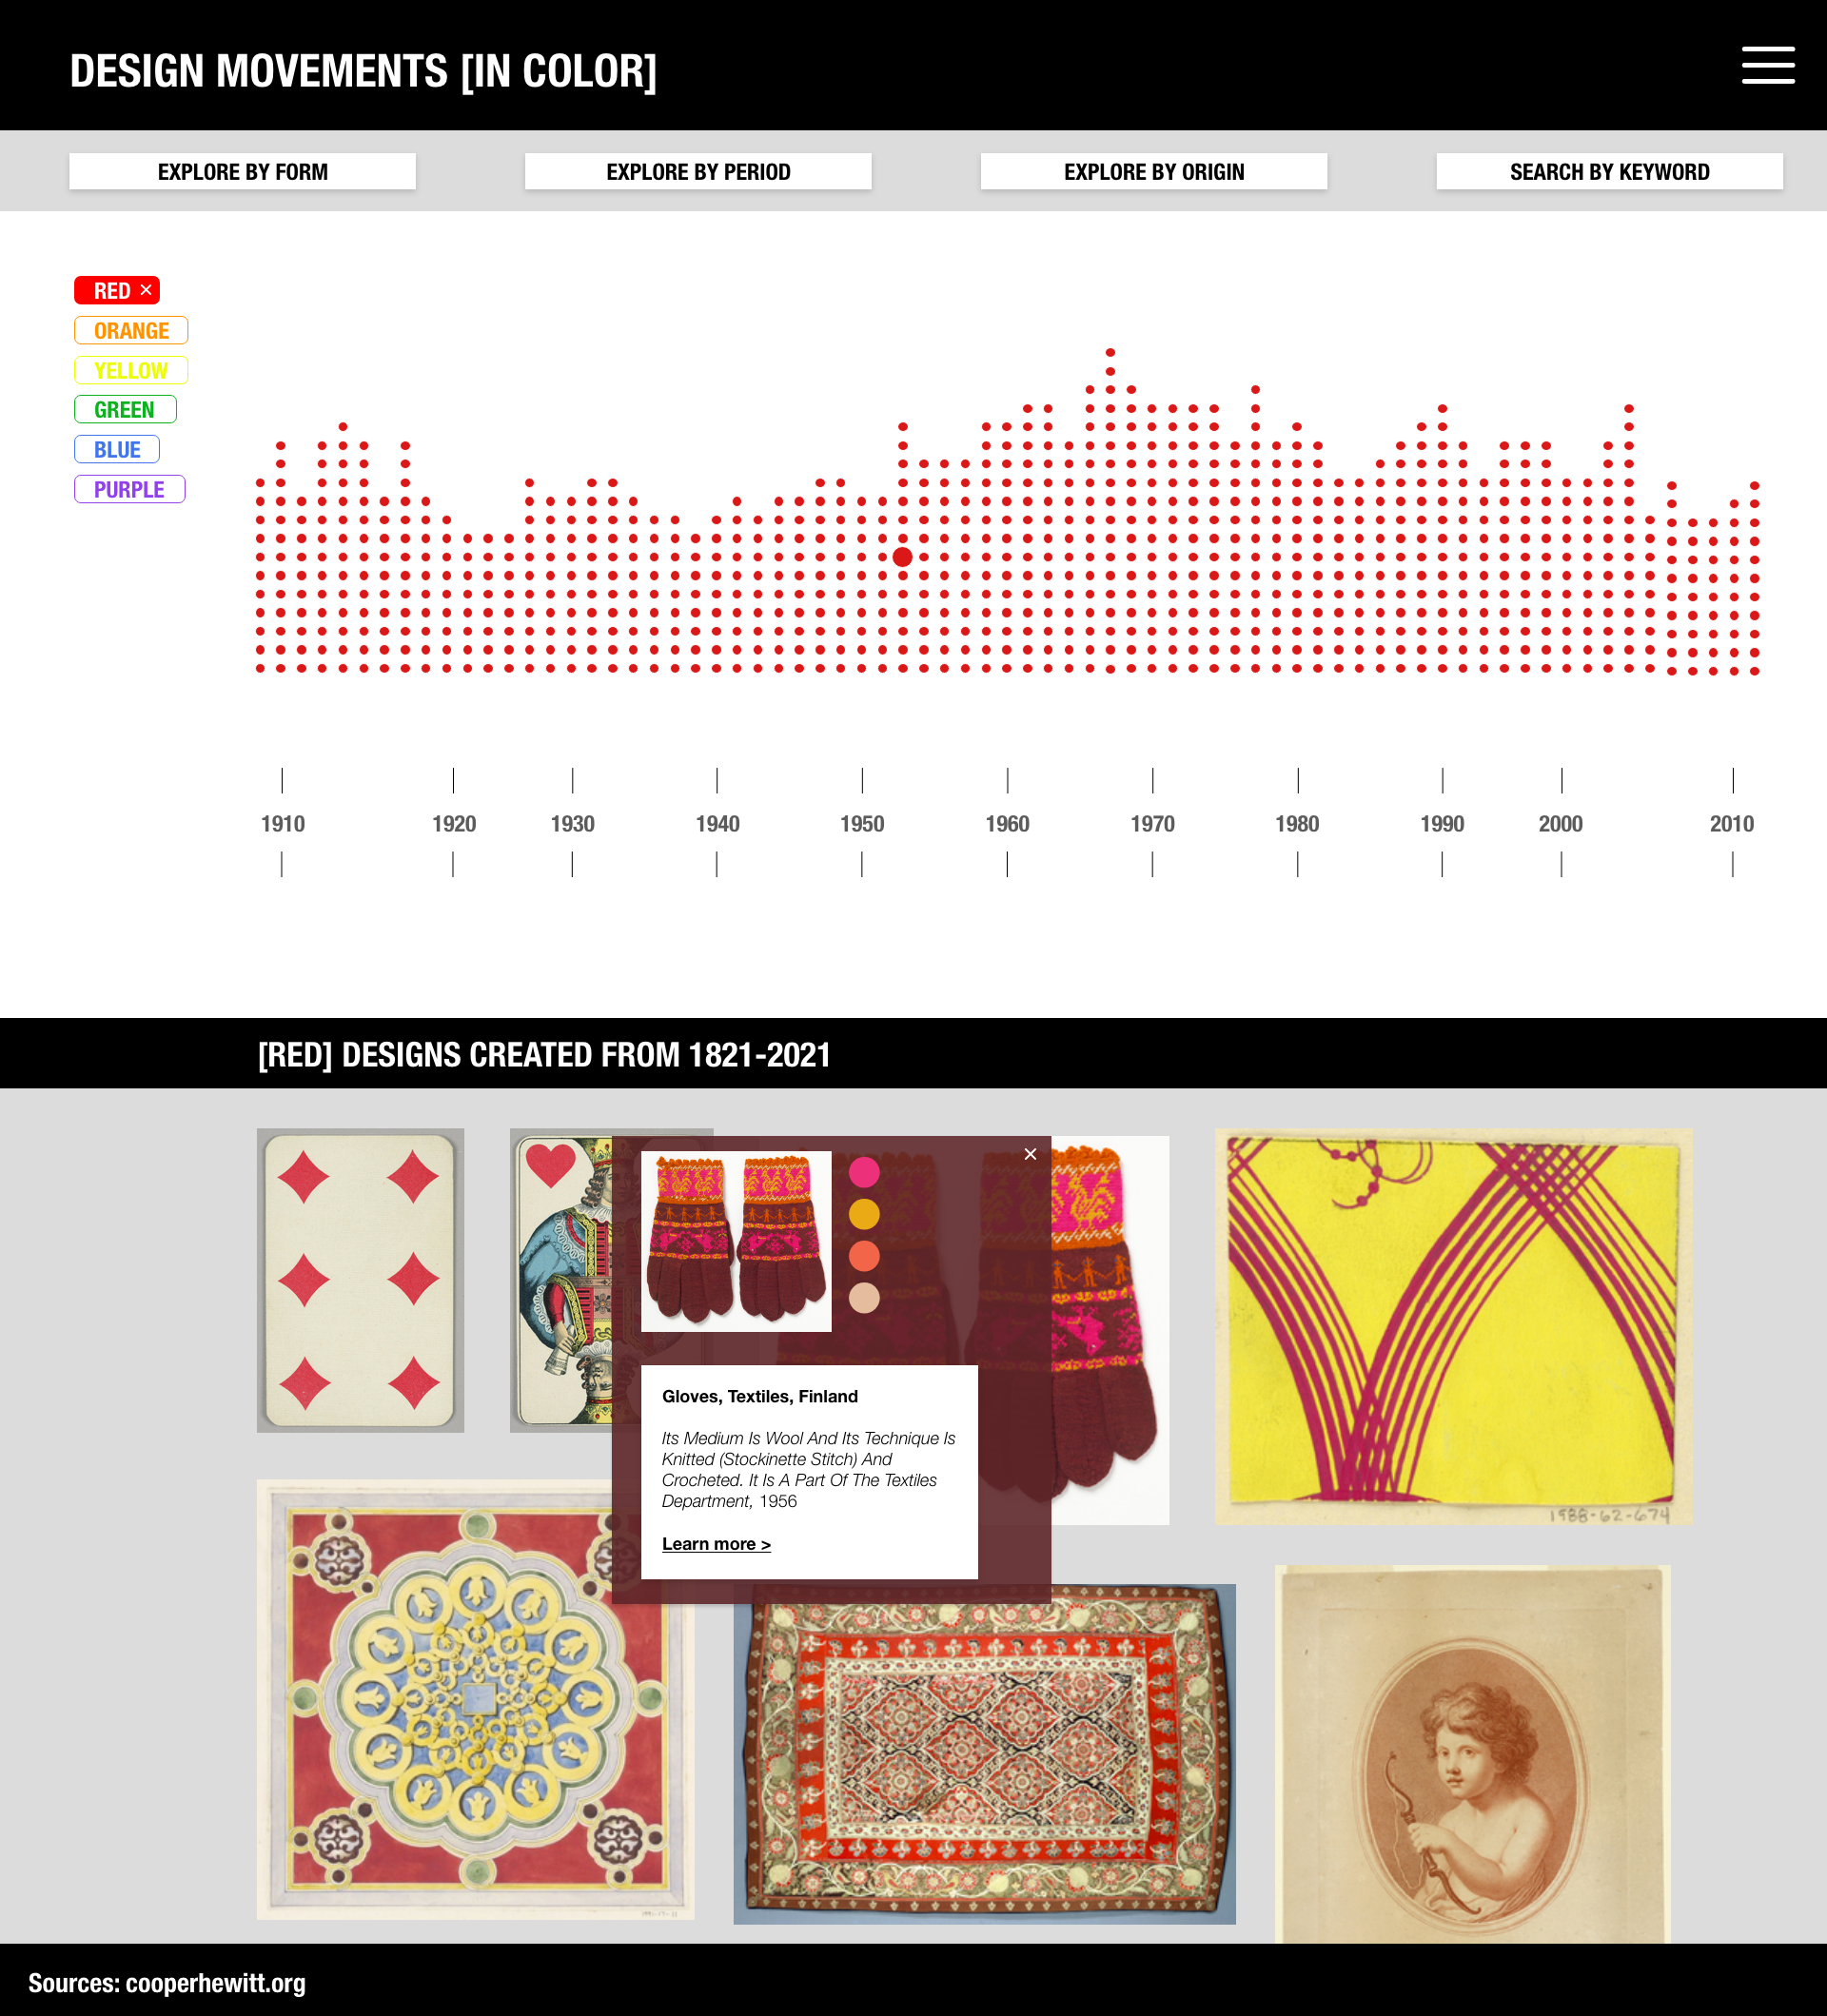 DESIGN MOVEMENTS [IN COLOR]
EXPLORE BY FORM
EXPLORE BY PERIOD
EXPLORE BY ORIGIN
SEARCH BY KEYWORD
RED ×
ORANGE
YELLOW
GREEN
BLUE
PURPLE
1910 1920 1930 1940 1950 1960 1970 1980 1990 2000 2010
[RED] DESIGNS CREATED FROM 1821-2021
×
Gloves, Textiles, Finland
Its Medium Is Wool And Its Technique Is
Knitted (Stockinette Stitch) And
Crocheted. It Is A Part Of The Textiles
Department, 1956
Learn more >
1988-62-674
Sources: cooperhewitt.org